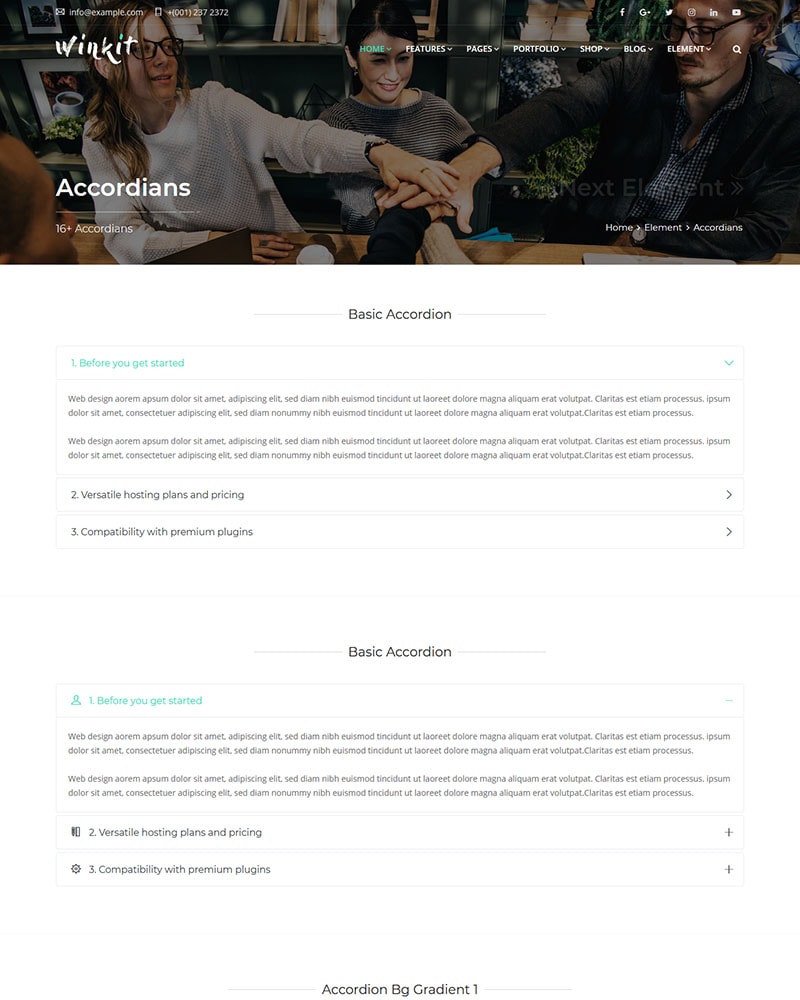 info@example.com +(001) 237 2372
winkit
HOME FEATURES PAGES PORTFOLIO SHOP BLOG ELEMENT
Accordians
Next Element
16+ Accordians
Home > Element > Accordians
Basic Accordion
1. Before you get started
Web design aorem apsum dolor sit amet, adipiscing elit, sed diam nibh euismod tincidunt ut laoreet dolore magna aliquam erat volutpat. Claritas est etiam processus. ipsum
dolor sit amet, consectetuer adipiscing elit, sed diam nonummy nibh euismod tincidunt ut laoreet dolore magna aliquam erat volutpat.Claritas est etiam processus.
Web design aorem apsum dolor sit amet, adipiscing elit, sed diam nibh euismod tincidunt ut laoreet dolore magna aliquam erat volutpat. Claritas est etiam processus. ipsum
dolor sit amet, consectetuer adipiscing elit, sed diam nonummy nibh euismod tincidunt ut laoreet dolore magna aliquam erat volutpat.Claritas est etiam processus.
2. Versatile hosting plans and pricing
3. Compatibility with premium plugins
Basic Accordion
1. Before you get started
Web design aorem apsum dolor sit amet, adipiscing elit, sed diam nibh euismod tincidunt ut laoreet dolore magna aliquam erat volutpat. Claritas est etiam processus. ipsum
dolor sit amet, consectetuer adipiscing elit, sed diam nonummy nibh euismod tincidunt ut laoreet dolore magna aliquam erat volutpat.Claritas est etiam processus.
Web design aorem apsum dolor sit amet, adipiscing elit, sed diam nibh euismod tincidunt ut laoreet dolore magna aliquam erat volutpat. Claritas est etiam processus. ipsum
dolor sit amet, consectetuer adipiscing elit, sed diam nonummy nibh euismod tincidunt ut laoreet dolore magna aliquam erat volutpat.Claritas est etiam processus.
2. Versatile hosting plans and pricing
3. Compatibility with premium plugins
Accordion Bg Gradient 1